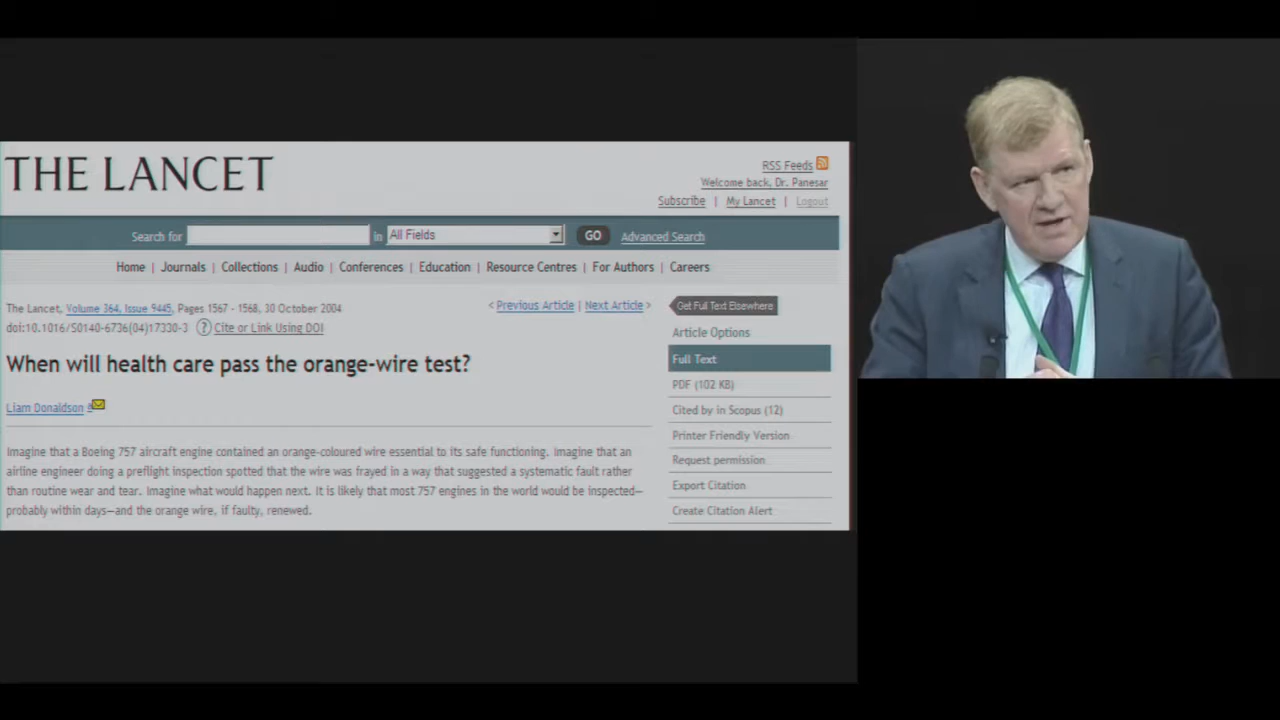 THE LANCET
RSS Feeds
Welcome back, Dr. Panesar
Subscribe | My Lancet | Logout
Search for in All Fields GO Advanced Search
Home | Journals | Collections | Audio | Conferences | Education | Resource Centres | For Authors | Careers
The Lancet, Volume 364, Issue 9445, Pages 1567 - 1568, 30 October 2004
< Previous Article | Next Article >
doi:10.1016/S0140-6736(04)17330-3 ? Cite or Link Using DOI
When will health care pass the orange-wire test?
Liam Donaldson
Imagine that a Boeing 757 aircraft engine contained an orange-coloured wire essential to its safe functioning. Imagine that an
airline engineer doing a preflight inspection spotted that the wire was frayed in a way that suggested a systematic fault rather
than routine wear and tear. Imagine what would happen next. It is likely that most 757 engines in the world would be inspected—
probably within days—and the orange wire, if faulty, renewed.
Get Full Text Elsewhere
Article Options
Full Text
PDF (102 KB)
Cited by in Scopus (12)
Printer Friendly Version
Request permission
Export Citation
Create Citation Alert